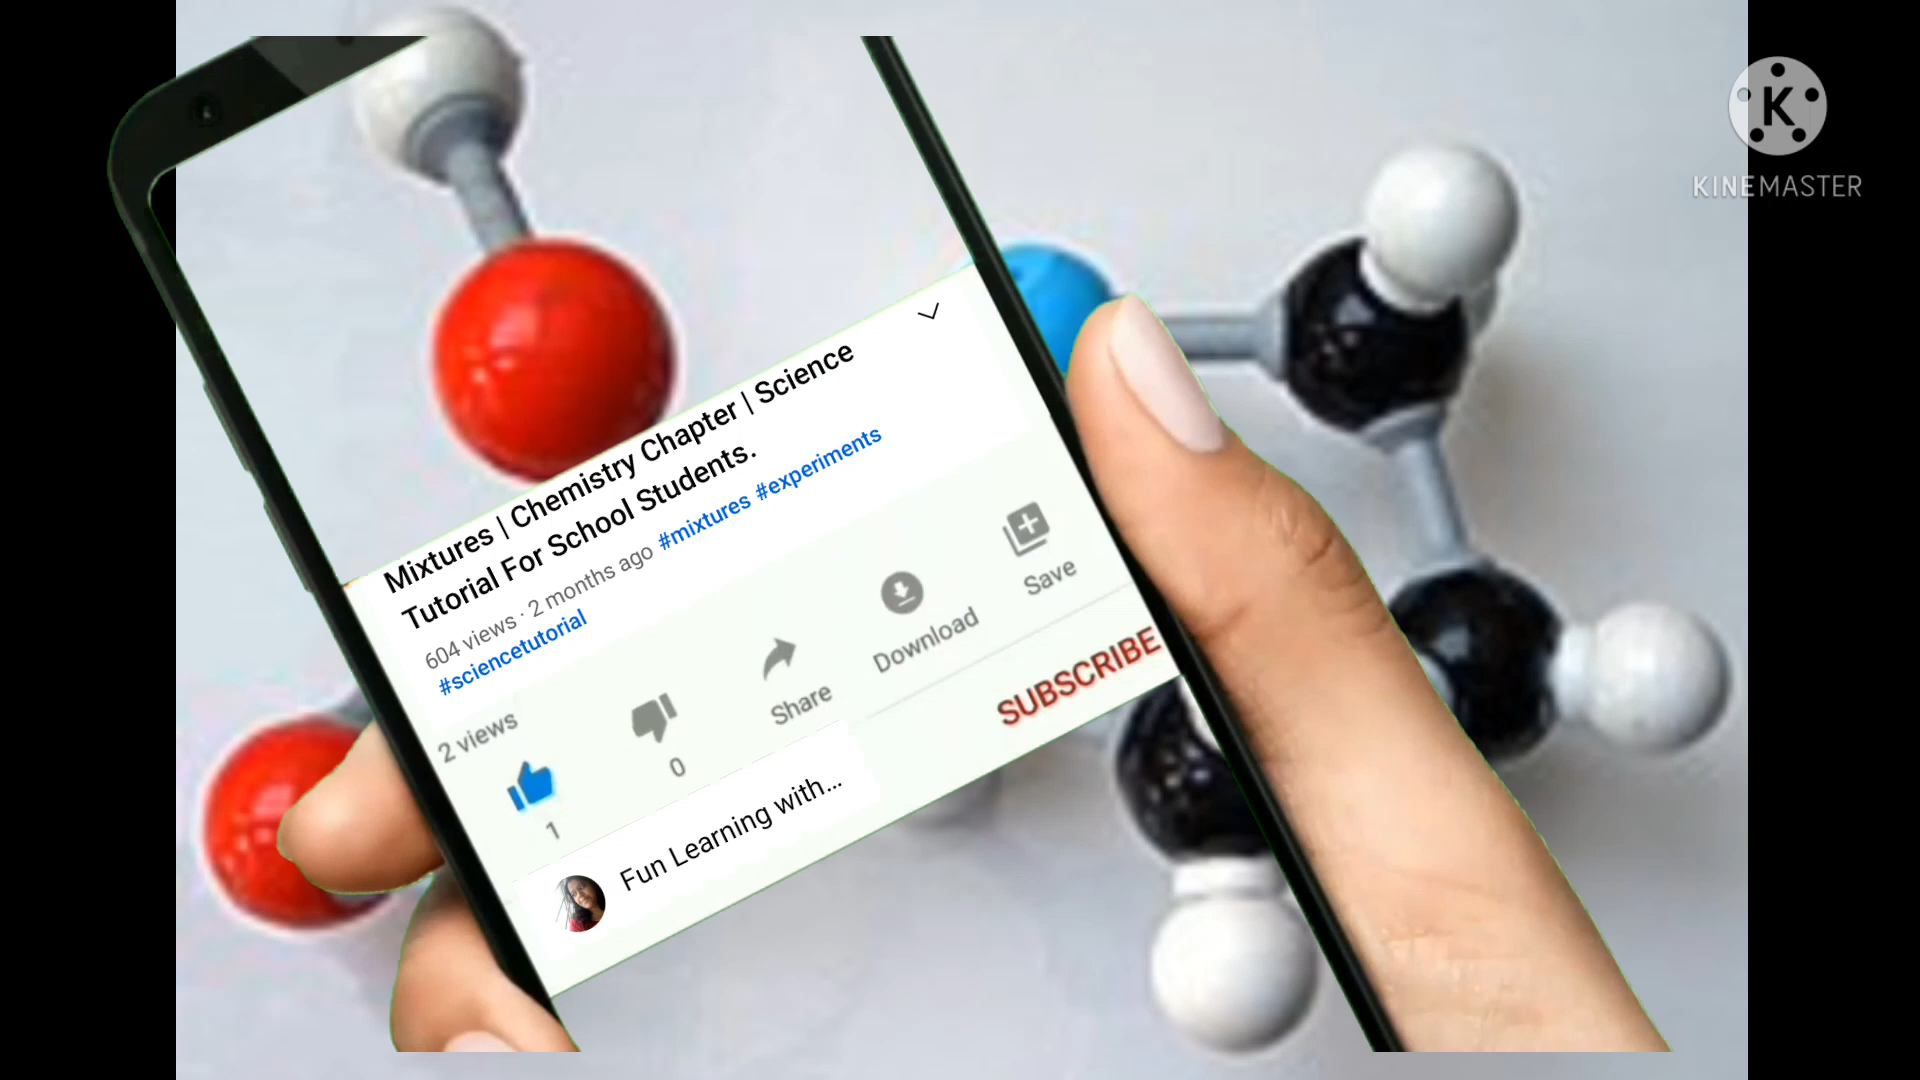 K
KINEMASTER
Mixtures | Chemistry Chapter | Science
Tutorial For School Students.
604 views · 2 months ago #mixtures #experiments
#sciencetutorial
2 views
1
0
Share
Download
Save
Fun Learning with...
SUBSCRIBE